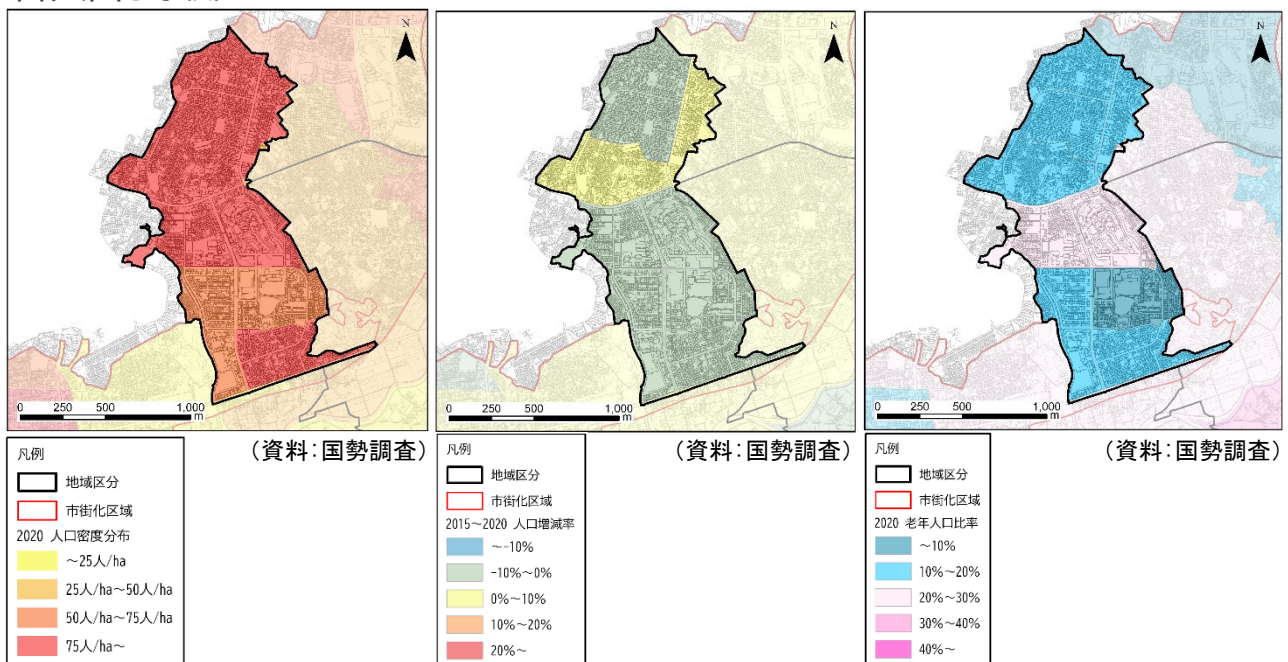 N
N
N
0 250 500 1,000
m
0 250 500 1,000
m
0 250 500 1,000
m
(資料:国勢調査)
(資料:国勢調査)
(資料:国勢調査)
凡例
地域区分
市街化区域
2020 人口密度分布
~25人/ha
25人/ha~50人/ha
50人/ha~75人/ha
75人/ha~
凡例
地域区分
市街化区域
2015~2020 人口増減率
~-10%
-10%~0%
0%~10%
10%~20%
20%~
凡例
地域区分
市街化区域
2020 老年人口比率
~10%
10%~20%
20%~30%
30%~40%
40%~